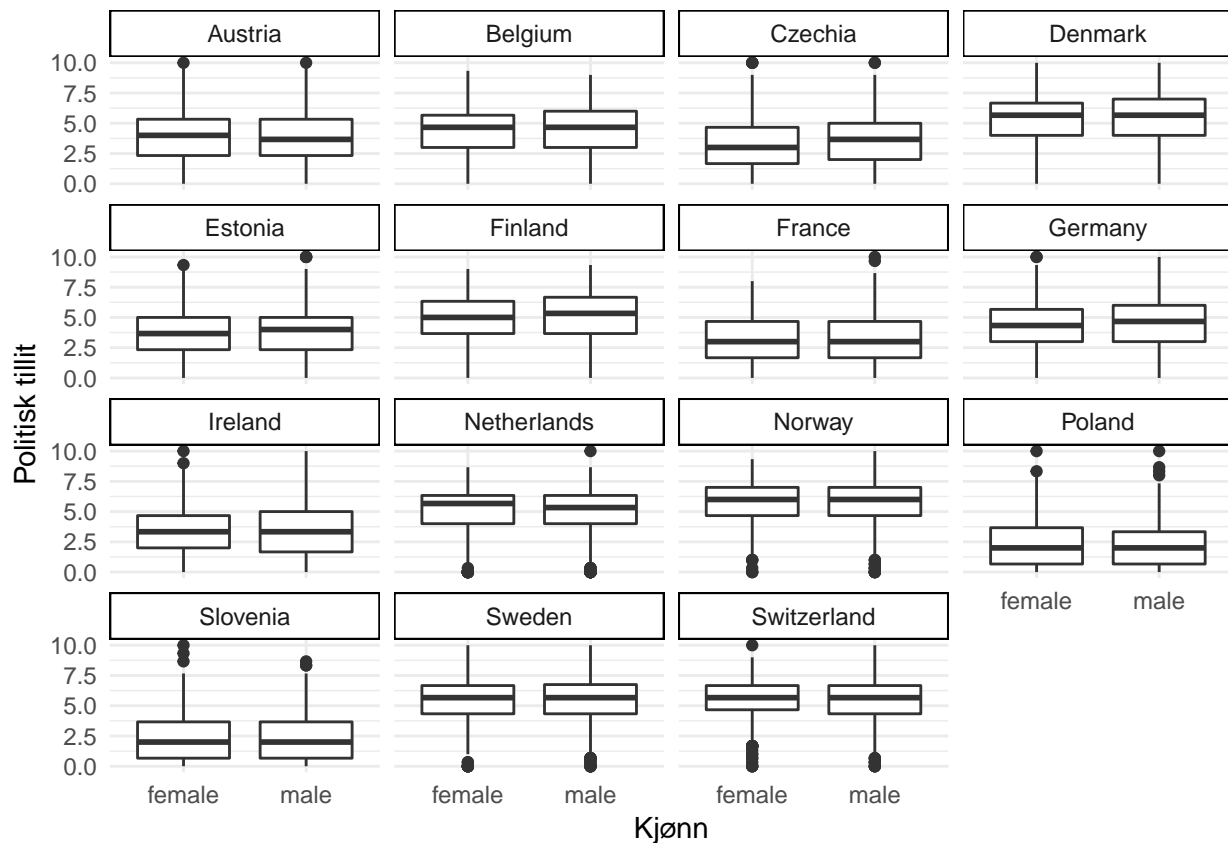 Austria Belgium Czechia Denmark
10.0
7.5
5.0
2.5
0.0
Estonia Finland France Germany
10.0
7.5
5.0
2.5
0.0
Politisk tillit
Ireland Netherlands Norway Poland
10.0
7.5
5.0
2.5
0.0
female male
Slovenia Sweden Switzerland
10.0
7.5
5.0
2.5
0.0
female male female male female male
Kjønn